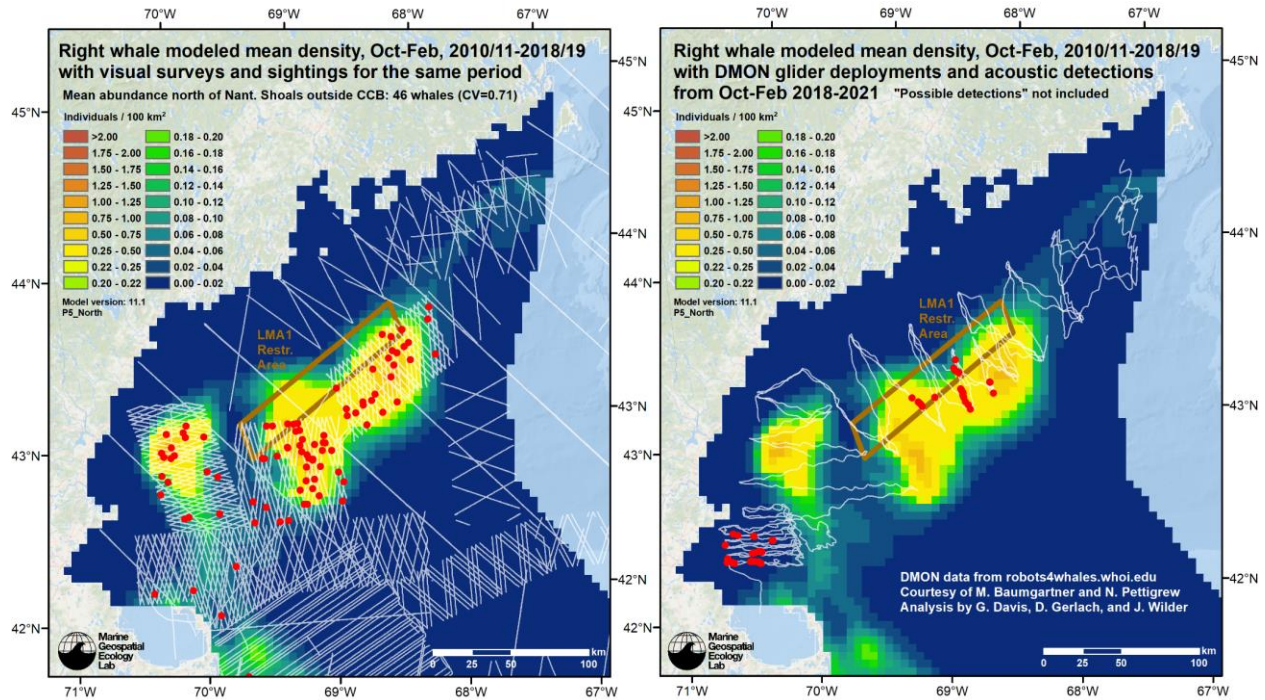 70°W 69°W 68°W 67°W
Right whale modeled mean density, Oct-Feb, 2010/11-2018/19
with visual surveys and sightings for the same period
Mean abundance north of Nant. Shoals outside CCB: 46 whales (CV=0.71)
Individuals / 100 km²
>2.00 0.18 - 0.20
1.75 - 2.00 0.16 - 0.18
1.50 - 1.75 0.14 - 0.16
1.25 - 1.50 0.12 - 0.14
1.00 - 1.25 0.10 - 0.12
0.75 - 1.00 0.08 - 0.10
0.50 - 0.75 0.06 - 0.08
0.25 - 0.50 0.04 - 0.06
0.22 - 0.25 0.02 - 0.04
0.20 - 0.22 0.00 - 0.02
Model version: 11.1
P5_North
LMA1
Restr.
Area
45°N
44°N
43°N
42°N
45°N
44°N
43°N
42°N
Marine
Geospatial
Ecology
Lab
km
0 25 50 100
71°W 70°W 69°W 68°W 67°W
70°W 69°W 68°W 67°W
Right whale modeled mean density, Oct-Feb, 2010/11-2018/19
with DMON glider deployments and acoustic detections
from Oct-Feb 2018-2021 "Possible detections" not included
Individuals / 100 km²
>2.00 0.18 - 0.20
1.75 - 2.00 0.16 - 0.18
1.50 - 1.75 0.14 - 0.16
1.25 - 1.50 0.12 - 0.14
1.00 - 1.25 0.10 - 0.12
0.75 - 1.00 0.08 - 0.10
0.50 - 0.75 0.06 - 0.08
0.25 - 0.50 0.04 - 0.06
0.22 - 0.25 0.02 - 0.04
0.20 - 0.22 0.00 - 0.02
Model version: 11.1
P5_North
LMA1
Restr.
Area
45°N
44°N
43°N
42°N
45°N
44°N
43°N
42°N
DMON data from robots4whales.whoi.edu
Courtesy of M. Baumgartner and N. Pettigrew
Analysis by G. Davis, D. Gerlach, and J. Wilder
Marine
Geospatial
Ecology
Lab
km
0 25 50 100
71°W 70°W 69°W 68°W 67°W